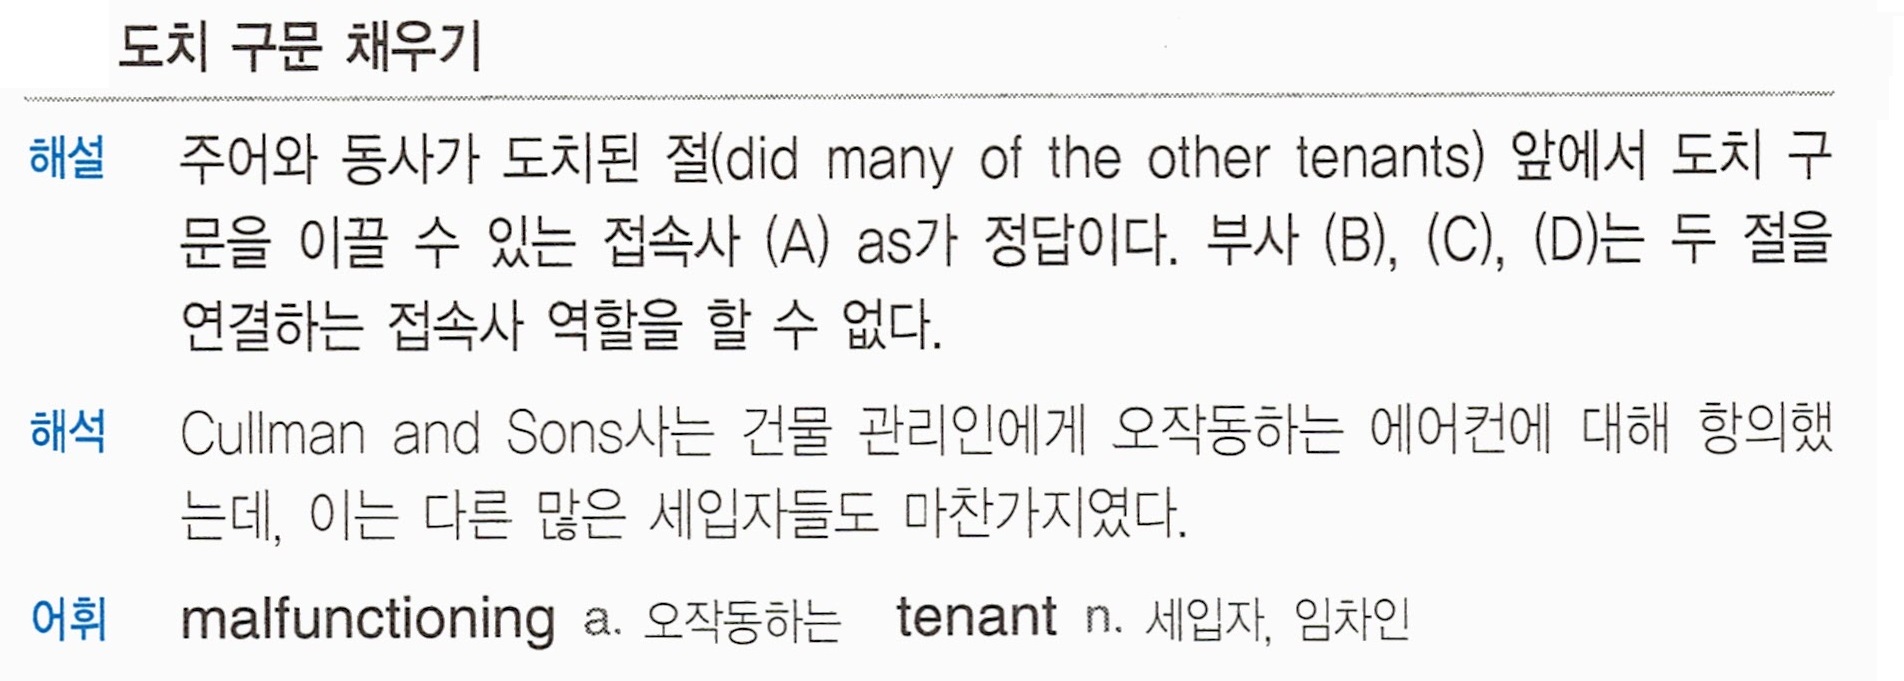 도치 구문 채우기
해설 주어와 동사가 도치된 절(did many of the other tenants) 앞에서 도치 구
문을 이끌 수 있는 접속사 (A) as가 정답이다. 부사 (B), (C), (D)는 두 절을
연결하는 접속사 역할을 할 수 없다.
해석 Cullman and Sons사는 건물 관리인에게 오작동하는 에어컨에 대해 항의했
는데, 이는 다른 많은 세입자들도 마찬가지였다.
어휘 malfunctioning a. 오작동하는 tenant n. 세입자, 임차인